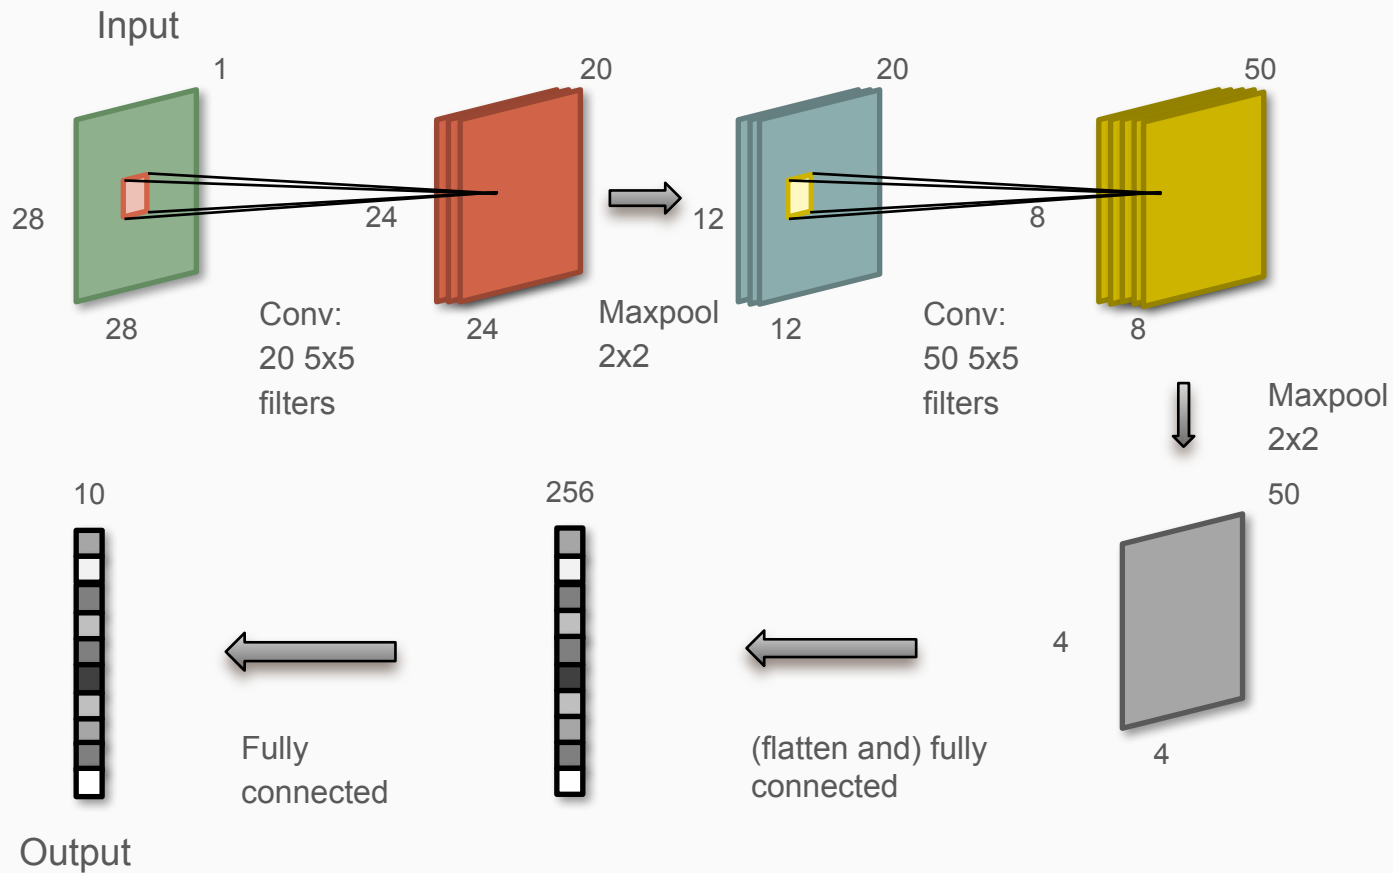 Input
1
20
20
50
28
24
12
8
28
Conv:
20 5x5
filters
24
Maxpool
2x2
12
Conv:
50 5x5
filters
8
Maxpool
2x2
10
256
50
4
4
Fully
connected
(flatten and) fully
connected
Output